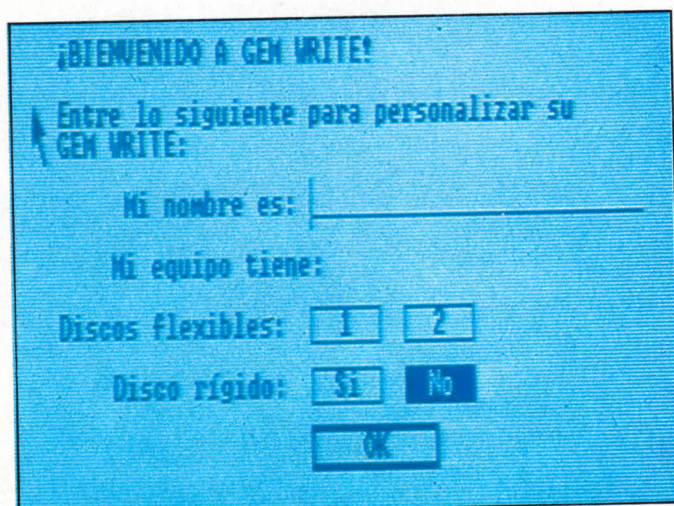 ¡BIENVENIDO A GEM WRITE!
Entre lo siguiente para personalizar su
GEM WRITE:
Mi nombre es:
Mi equipo tiene:
Discos flexibles: 1 2
Disco rígido: Sí No
OK